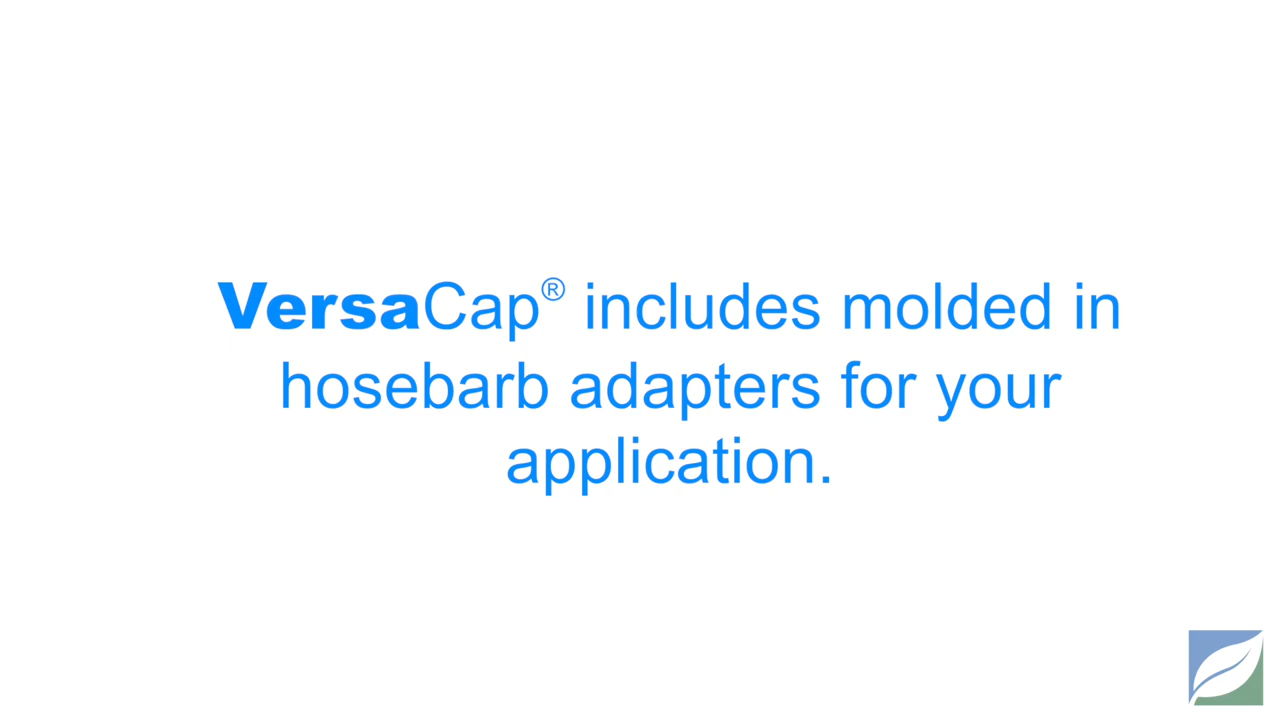 VersaCap® includes molded in
hosebarb adapters for your
application.